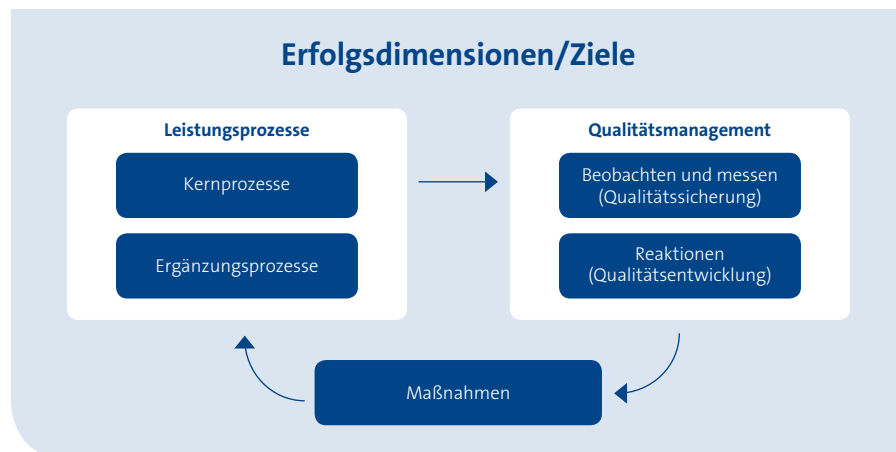 Erfolgsdimensionen/Ziele
Leistungsprozesse
Kernprozesse
Ergänzungsprozesse
Qualitätsmanagement
Beobachten und messen
(Qualitätssicherung)
Reaktionen
(Qualitätsentwicklung)
Maßnahmen